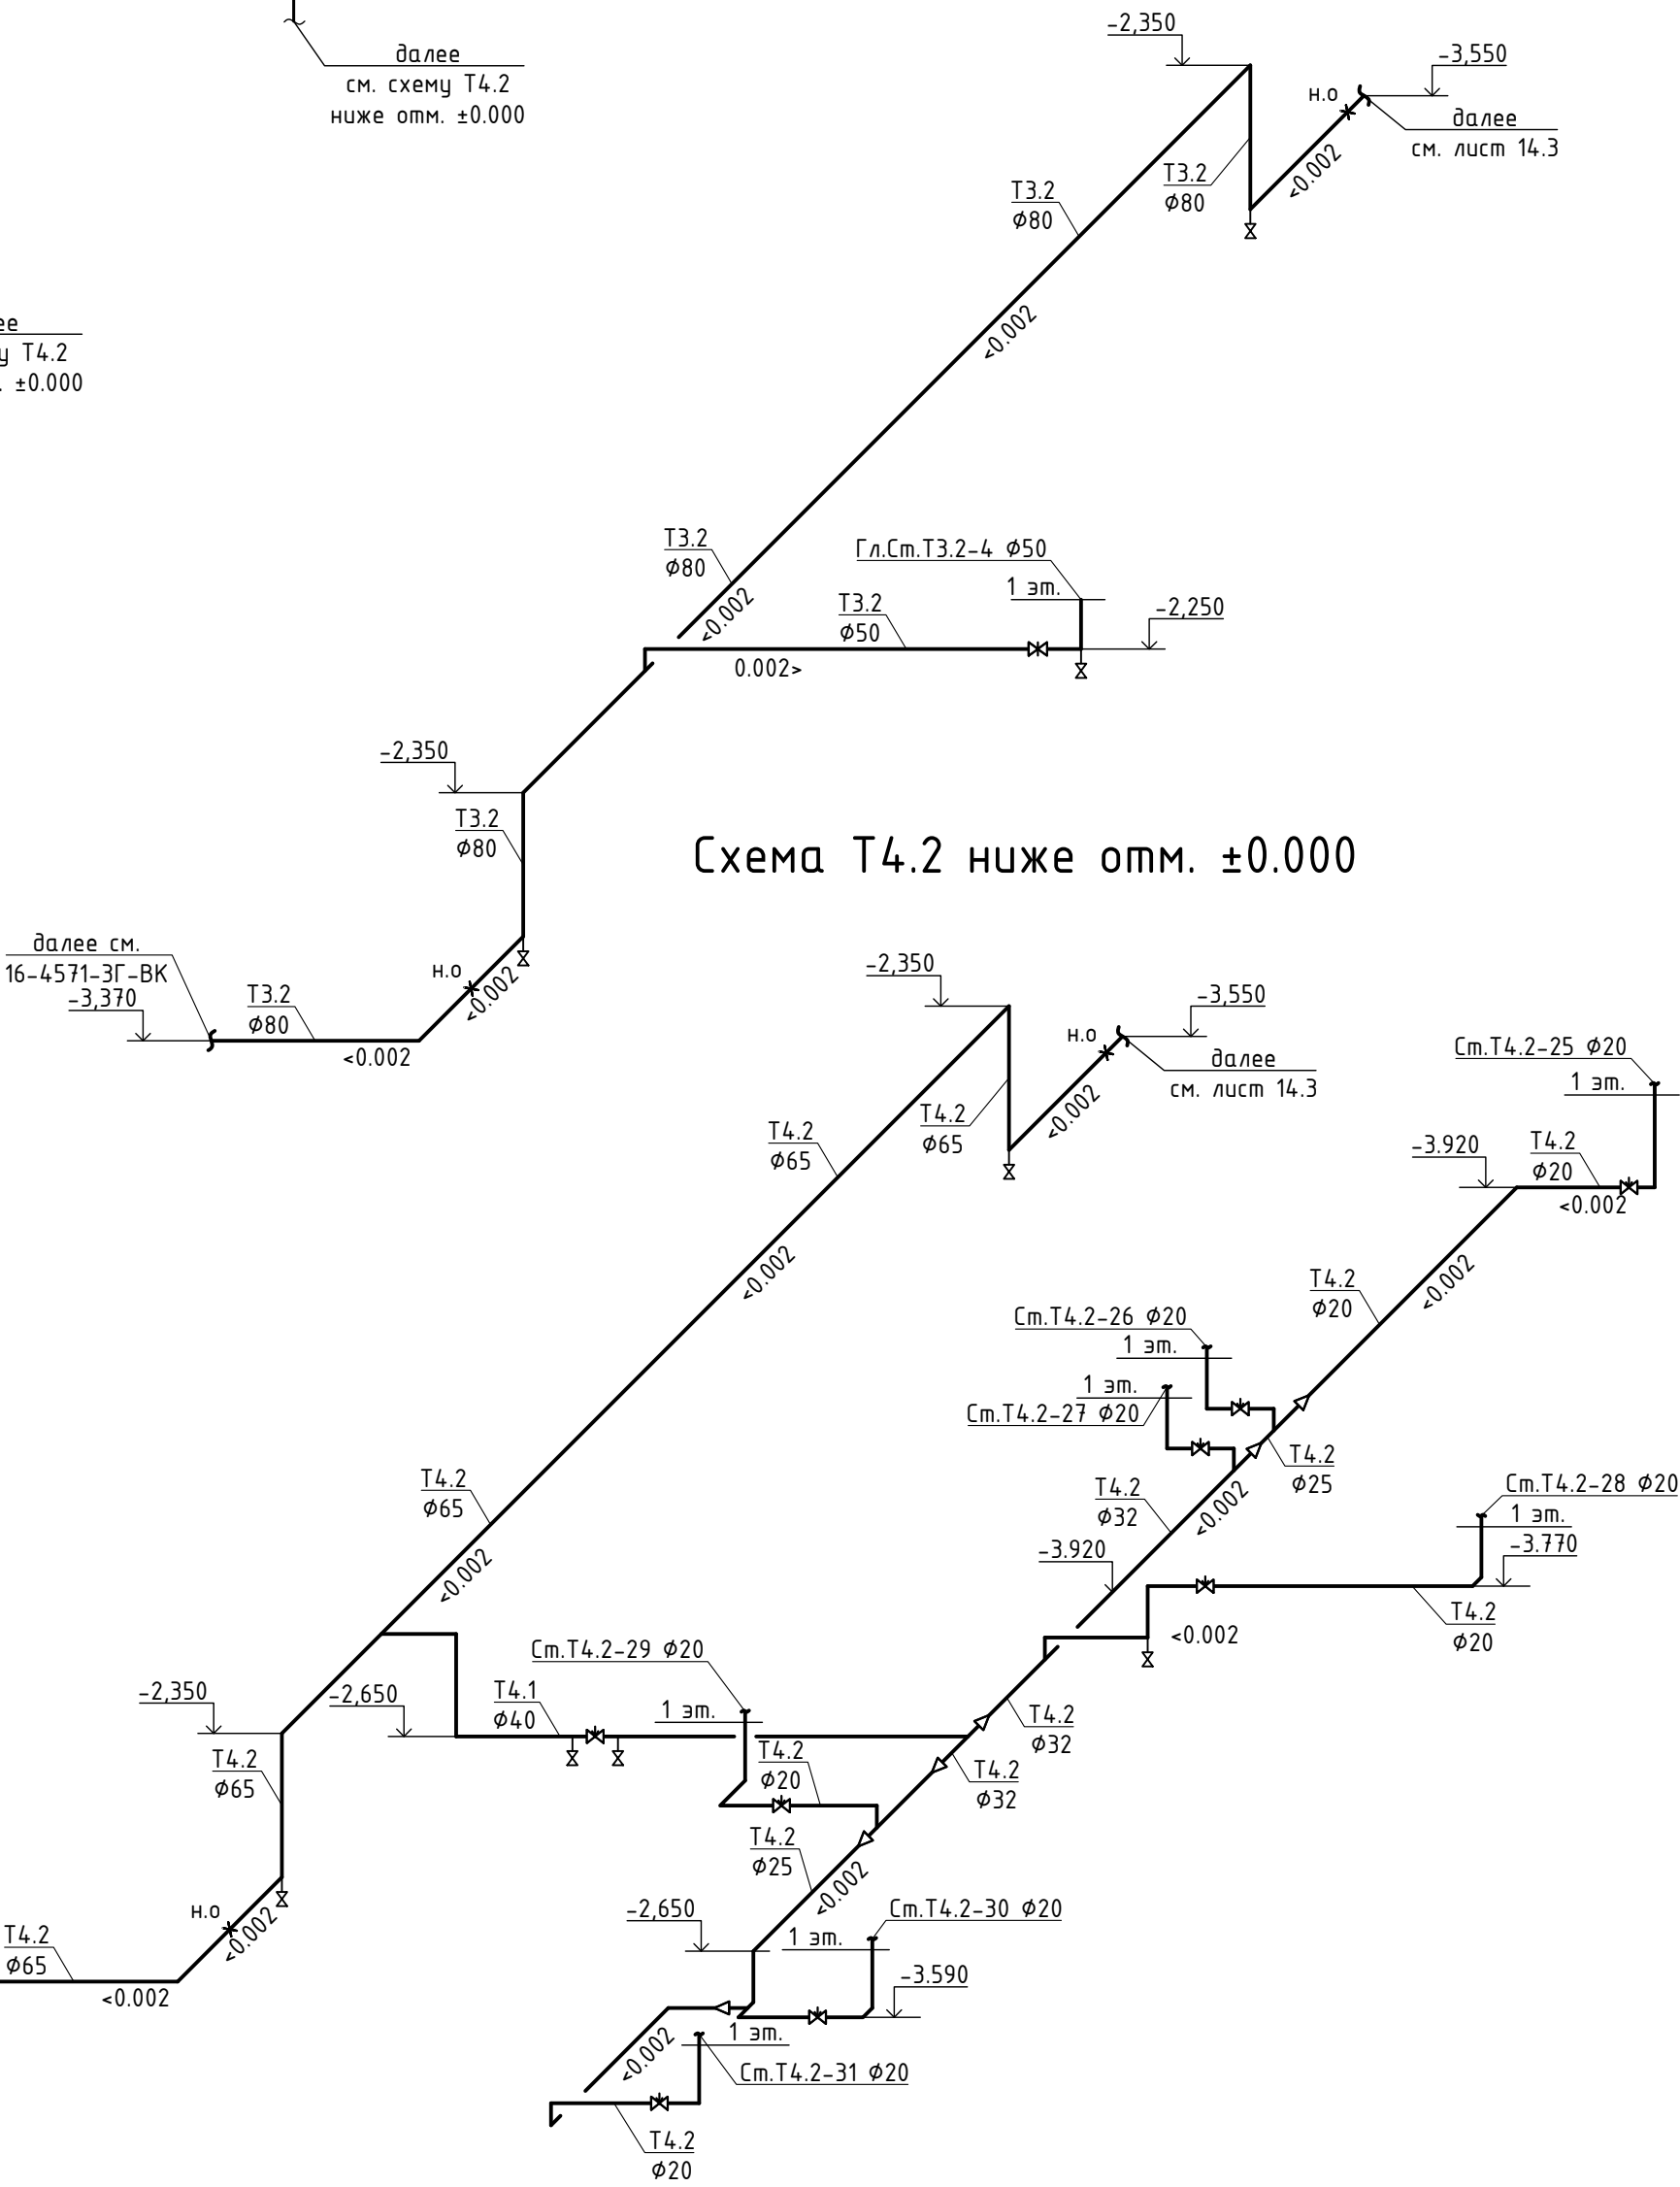 далее
см. схему Т4.2
ниже отм. ±0.000
ее
у Т4.2
. ±0.000
-2,350
-3,550
н.о
далее
см. лист 14.3
<0.002
Т3.2
Ф80
Т3.2
Ф80
<0.002
Т3.2
Ф80
<0.002
Гл.Ст.Т3.2-4 Ф50
1 эт.
Т3.2
Ф50
-2,250
0.002>
-2,350
Т3.2
Ф80
далее см.
16-4571-ЗГ-ВК
-3,370
Т3.2
Ф80
<0.002
н.о
<0.002
Схема Т4.2 ниже отм. ±0.000
-2,350
-3,550
н.о
далее
см. лист 14.3
<0.002
Т4.2
Ф65
Т4.2
Ф65
<0.002
Ст.Т4.2-25 Ф20
1 эт.
-3.920
Т4.2
Ф20
<0.002
Т4.2
Ф20
<0.002
Ст.Т4.2-26 Ф20
1 эт.
1 эт.
Ст.Т4.2-27 Ф20
Т4.2
Ф25
Т4.2
Ф32
<0.002
-3.920
Ст.Т4.2-28 Ф20
1 эт.
-3.770
Т4.2
Ф20
<0.002
Т4.2
Ф65
<0.002
-2,350
-2,650
Т4.1
Ф40
Ст.Т4.2-29 Ф20
1 эт.
Т4.2
Ф20
Т4.2
Ф32
Т4.2
Ф32
Т4.2
Ф65
Т4.2
Ф25
<0.002
н.о
<0.002
Т4.2
Ф65
<0.002
-2,650
1 эт.
Ст.Т4.2-30 Ф20
-3.590
<0.002
1 эт.
Ст.Т4.2-31 Ф20
Т4.2
Ф20